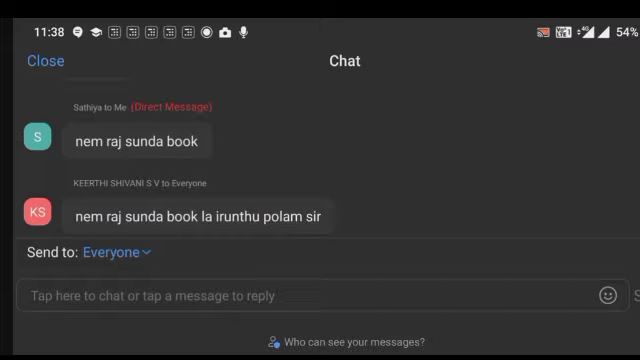 11:38 54%
Close Chat
Sathiya to Me (Direct Message)
S
nem raj sunda book
KEERTHI SHIVANI S V to Everyone
KS
nem raj sunda book la irunthu polam sir
Send to: Everyone
Tap here to chat or tap a message to reply
Who can see your messages?